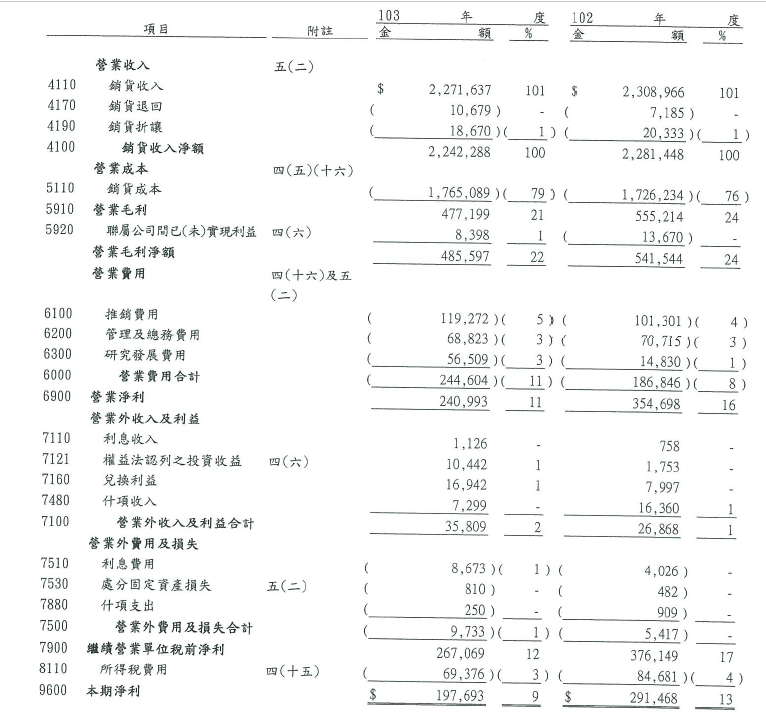 103 年 度 102 年 度
項目 附註 金 額 % 金 額 %
營業收入 五(二)
4110 銷貨收入 $ 2,271,637 101 $ 2,308,966 101
4170 銷貨退回 ( 10,679 ) - ( 7,185 ) -
4190 銷貨折讓 ( 18,670 )( 1 ) ( 20,333 )( 1 )
4100 銷貨收入淨額 2,242,288 100 2,281,448 100
營業成本 四(五)(十六)
5110 銷貨成本 ( 1,765,089 )( 79 ) ( 1,726,234 )( 76 )
5910 營業毛利 477,199 21 555,214 24
5920 聯屬公司間已(未)實現利益 四(六) 8,398 1 ( 13,670 ) -
營業毛利淨額 485,597 22 541,544 24
營業費用 四(十六)及五
(二)
6100 推銷費用 ( 119,272 )( 5 ) ( 101,301 )( 4 )
6200 管理及總務費用 ( 68,823 )( 3 ) ( 70,715 )( 3 )
6300 研究發展費用 ( 56,509 )( 3 ) ( 14,830 )( 1 )
6000 營業費用合計 ( 244,604 )( 11 ) ( 186,846 )( 8 )
6900 營業淨利 240,993 11 354,698 16
營業外收入及利益
7110 利息收入 1,126 - 758 -
7121 權益法認列之投資收益 四(六) 10,442 1 1,753 -
7160 兌換利益 16,942 1 7,997 -
7480 什項收入 7,299 - 16,360 1
7100 營業外收入及利益合計 35,809 2 26,868 1
營業外費用及損失
7510 利息費用 ( 8,673 )( 1 ) ( 4,026 ) -
7530 處分固定資產損失 五(二) ( 810 ) - ( 482 ) -
7880 什項支出 ( 250 ) - ( 909 ) -
7500 營業外費用及損失合計 ( 9,733 )( 1 ) ( 5,417 ) -
7900 繼續營業單位稅前淨利 267,069 12 376,149 17
8110 所得稅費用 四(十五) ( 69,376 )( 3 ) ( 84,681 )( 4 )
9600 本期淨利 $ 197,693 9 $ 291,468 13